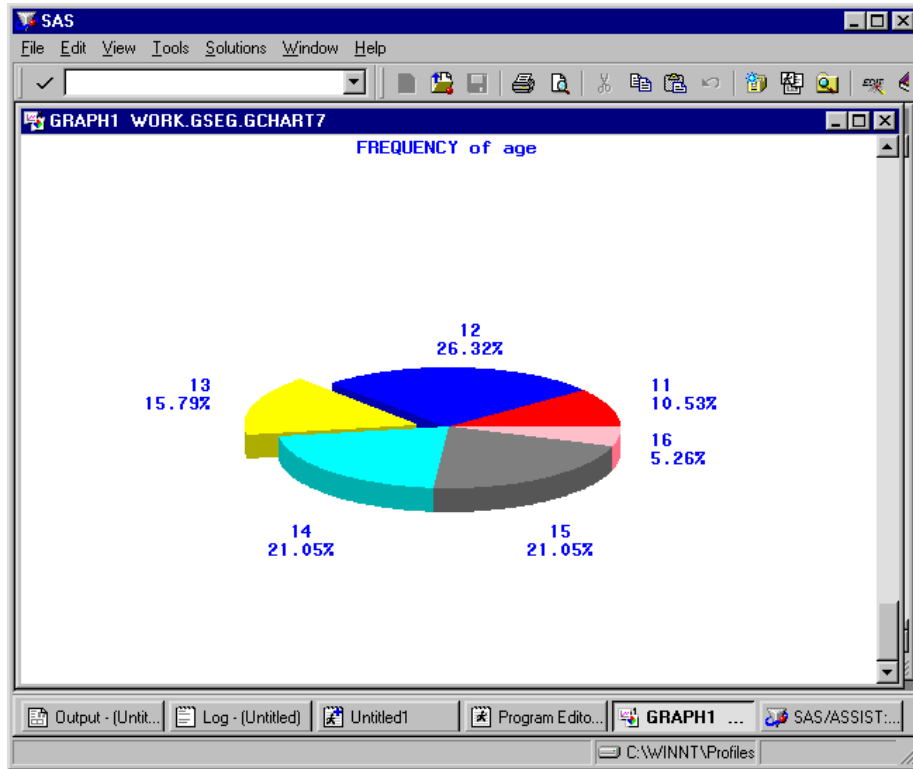 SAS
File Edit View Tools Solutions Window Help
GRAPH1 WORK.GSEG.GCHART7
FREQUENCY of age
12
26.32%
13
15.79%
11
10.53%
16
5.26%
14
21.05%
15
21.05%
Output - (Untit... Log - (Untitled) Untitled1 Program Edito... GRAPH1 ... SAS/ASSIST:...
C:\WINNT\Profiles